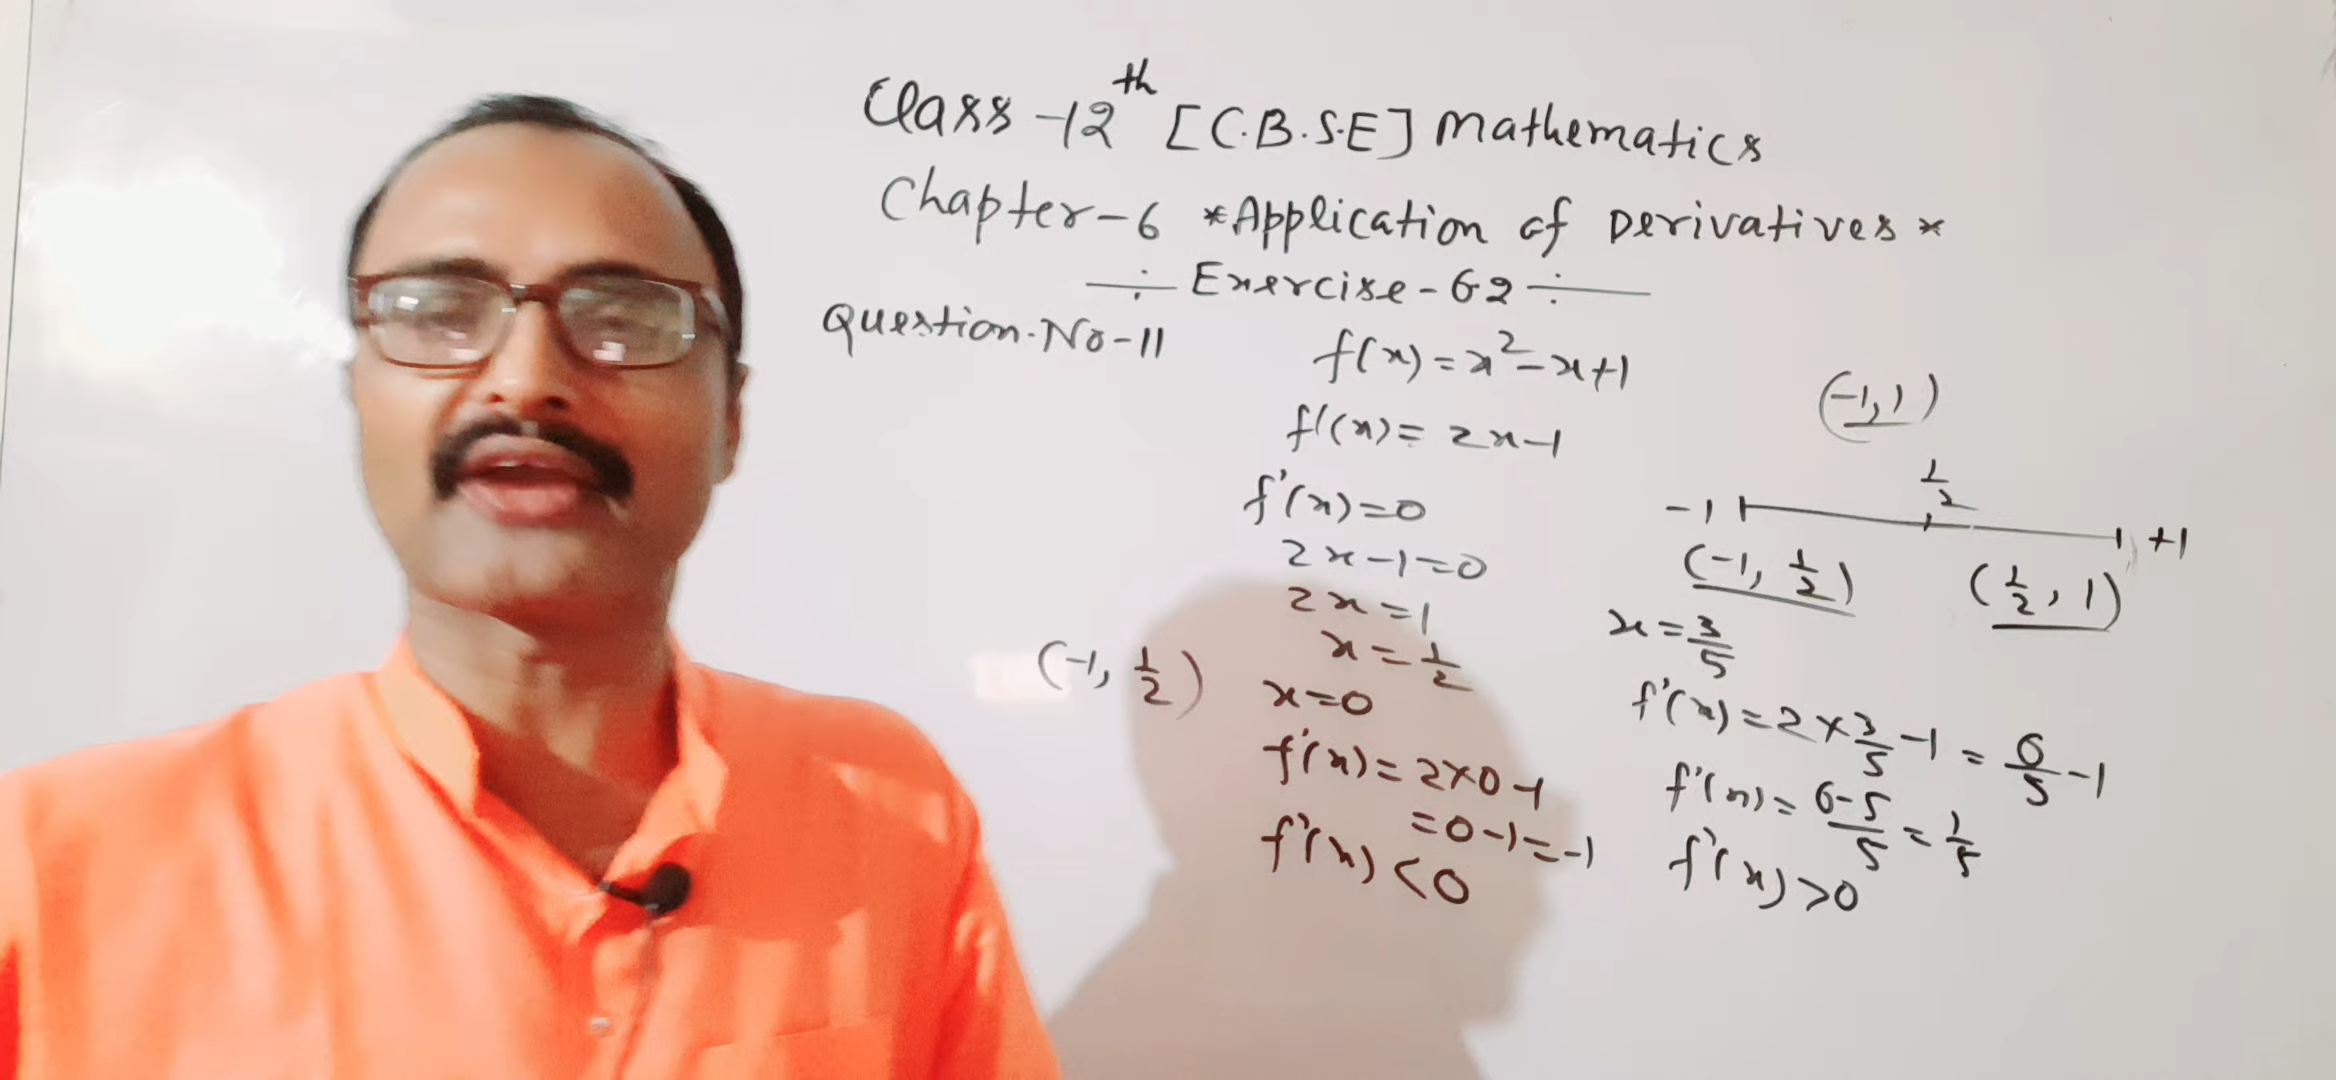 Class -12th [C.B.S.E] Mathematics
Chapter-6 *Application of Derivatives*
÷ Exercise-6.2 ÷
Question.No-11
f(x)=x²-x+1
(-1,1)
f'(x)=2x-1
f'(x)=0
2x-1=0
2x=1
x=1/2
-1 1/2 +1
(-1, 1/2) (1/2, 1)
(-1, 1/2)
x=0
f'(x)=2×0-1
=0-1=-1
f'(x)<0
x=3/5
f'(x)=2×3/5-1=6/5-1
f'(x)=6-5/5=1/5
f'(x)>0